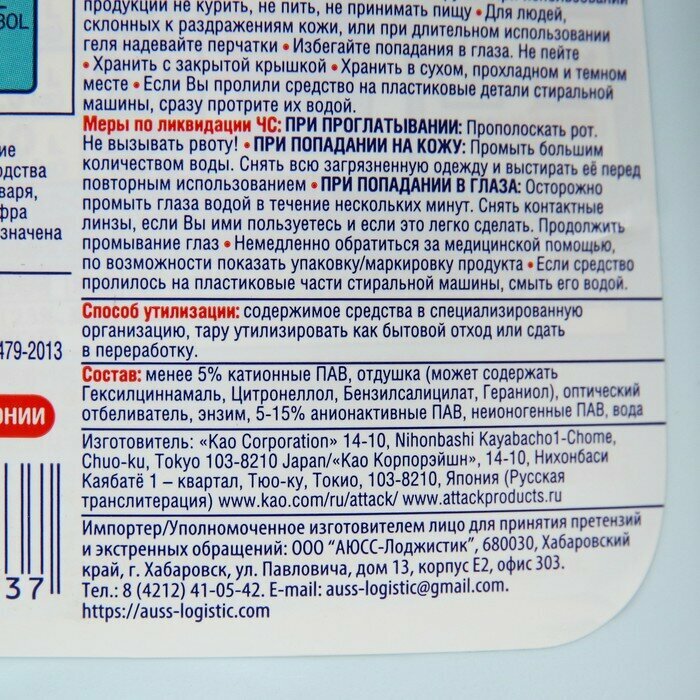 BOL
продукции не курить, не пить, не принимать пищу • Для людей,
склонных к раздражениям кожи, или при длительном использовании
геля надевайте перчатки • Избегайте попадания в глаза. Не пейте
• Хранить с закрытой крышкой • Хранить в сухом, прохладном и темном
месте • Если Вы пролили средство на пластиковые детали стиральной
машины, сразу протрите их водой.
Меры по ликвидации ЧС: ПРИ ПРОГЛАТЫВАНИИ: Прополоскать рот.
Не вызывать рвоту! • ПРИ ПОПАДАНИИ НА КОЖУ: Промыть большим
количеством воды. Снять всю загрязненную одежду и выстирать её перед
повторным использованием • ПРИ ПОПАДАНИИ В ГЛАЗА: Осторожно
промыть глаза водой в течение нескольких минут. Снять контактные
линзы, если Вы ими пользуетесь и если это легко сделать. Продолжить
промывание глаз • Немедленно обратиться за медицинской помощью,
по возможности показать упаковку/маркировку продукта • Если средство
пролилось на пластиковые части стиральной машины, смыть его водой.
Способ утилизации: содержимое средства в специализированную
организацию, тару утилизировать как бытовой отход или сдать
в переработку.
Состав: менее 5% катионные ПАВ, отдушка (может содержать
Гексилциннамаль, Цитронеллол, Бензилсалицилат, Гераниол), оптический
отбеливатель, энзим, 5-15% анионактивные ПАВ, неионогенные ПАВ, вода
Изготовитель: «Kao Corporation» 14-10, Nihonbashi Kayabacho1-Chome,
Chuo-ku, Tokyo 103-8210 Japan/«Као Корпорэйшн», 14-10, Нихонбаси
Каябатё 1 – квартал, Тюо-ку, Токио, 103-8210, Япония (Русская
транслитерация) www.kao.com/ru/attack/ www.attackproducts.ru
Импортер/Уполномоченное изготовителем лицо для принятия претензий
и экстренных обращений: ООО "АЮСС-Лоджистик", 680030, Хабаровский
край, г. Хабаровск, ул. Павловича, дом 13, корпус Е2, офис 303.
Тел.: 8 (4212) 41-05-42. E-mail: auss-logistic@gmail.com.
https://auss-logistic.com
ие
одства
варя,
фра
значена
479-2013
ОНИИ
37